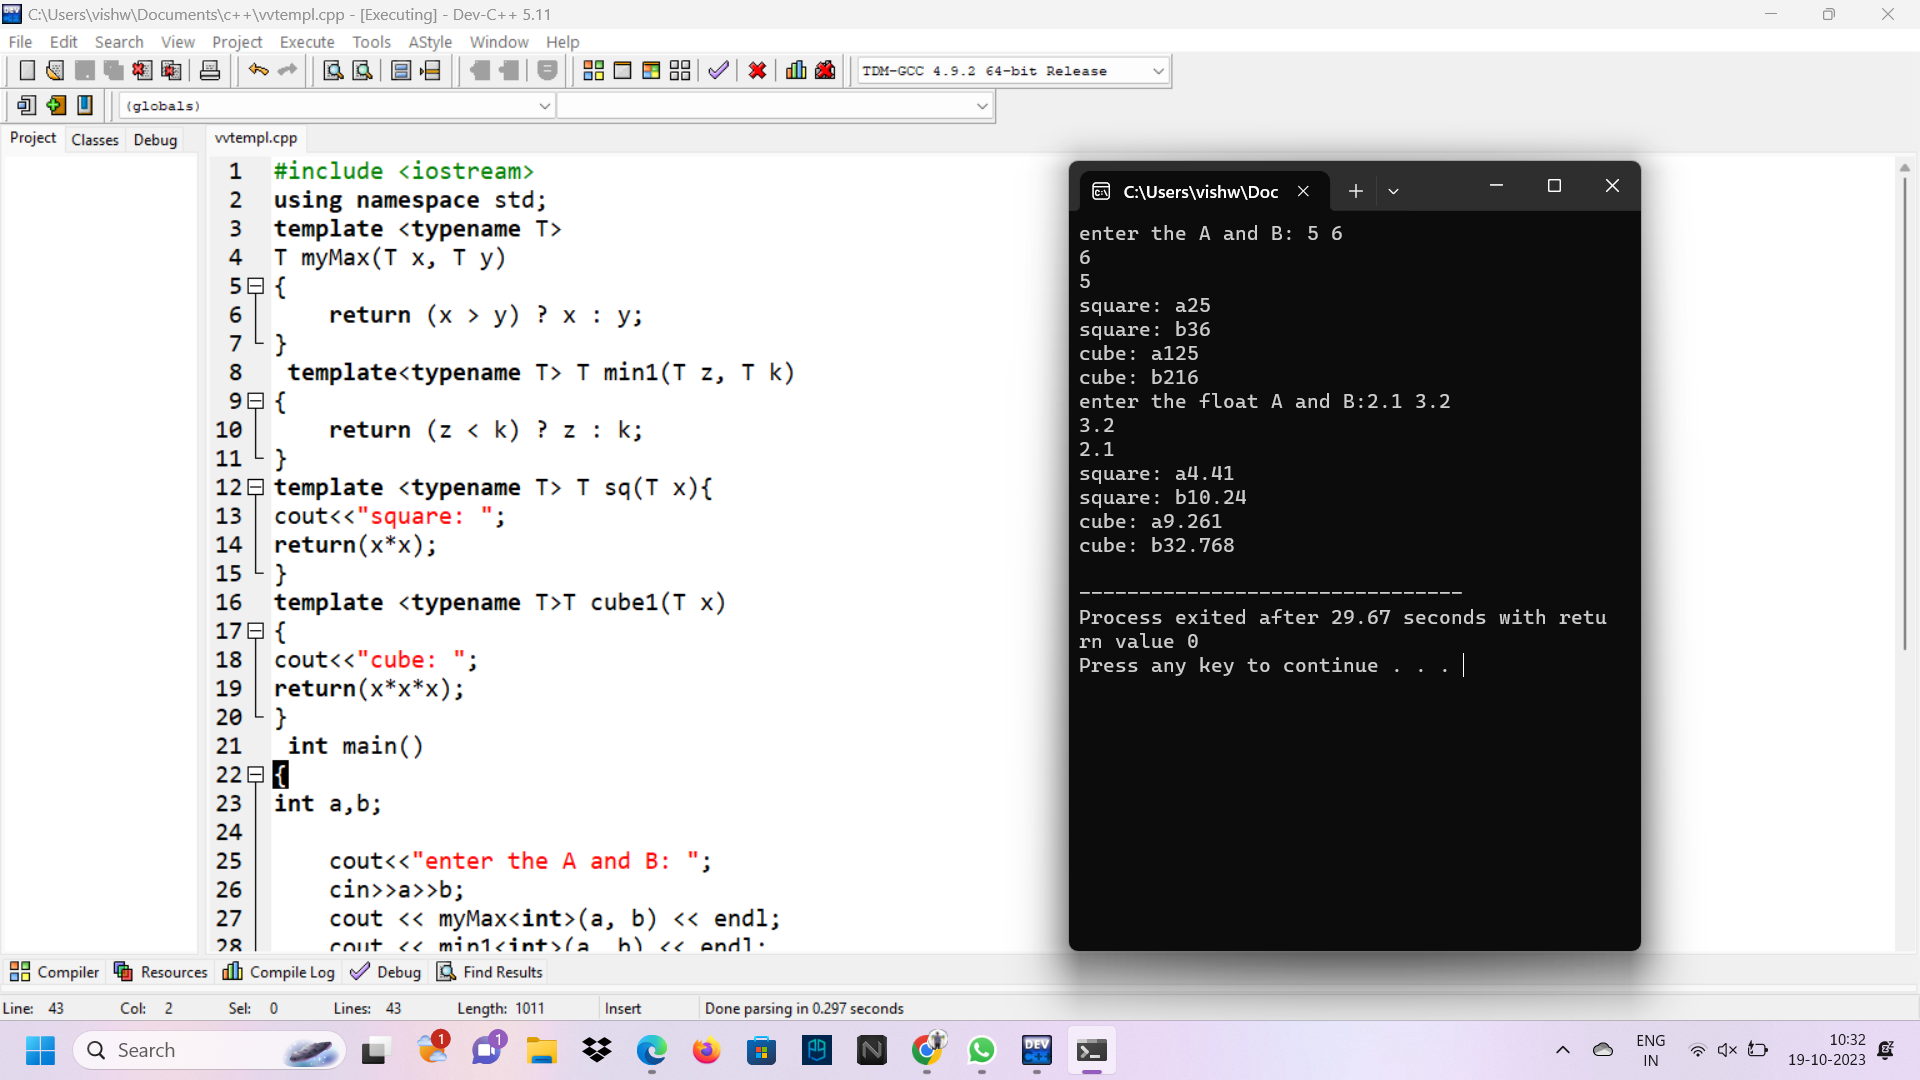 C:\Users\vishw\Documents\c++\vvtempl.cpp - [Executing] - Dev-C++ 5.11
File Edit Search View Project Execute Tools AStyle Window Help
TDM-GCC 4.9.2 64-bit Release
(globals)
Project Classes Debug vvtempl.cpp
1 #include <iostream>
2 using namespace std;
3 template <typename T>
4 T myMax(T x, T y)
5 {
6 return (x > y) ? x : y;
7 }
8 template<typename T> T min1(T z, T k)
9 {
10 return (z < k) ? z : k;
11 }
12 template <typename T> T sq(T x){
13 cout<<"square: ";
14 return(x*x);
15 }
16 template <typename T>T cube1(T x)
17 {
18 cout<<"cube: ";
19 return(x*x*x);
20 }
21 int main()
22 {
23 int a,b;
24
25 cout<<"enter the A and B: ";
26 cin>>a>>b;
27 cout << myMax<int>(a, b) << endl;
28 cout << min1<int>(a, b) << endl;
C:\Users\vishw\Doc
enter the A and B: 5 6
6
5
square: a25
square: b36
cube: a125
cube: b216
enter the float A and B:2.1 3.2
3.2
2.1
square: a4.41
square: b10.24
cube: a9.261
cube: b32.768
--------------------------------
Process exited after 29.67 seconds with retu
rn value 0
Press any key to continue . . .
Compiler Resources Compile Log Debug Find Results
Line: 43 Col: 2 Sel: 0 Lines: 43 Length: 1011 Insert Done parsing in 0.297 seconds
Search 1 1 DEV C++ ENG 10:32
IN 19-10-2023